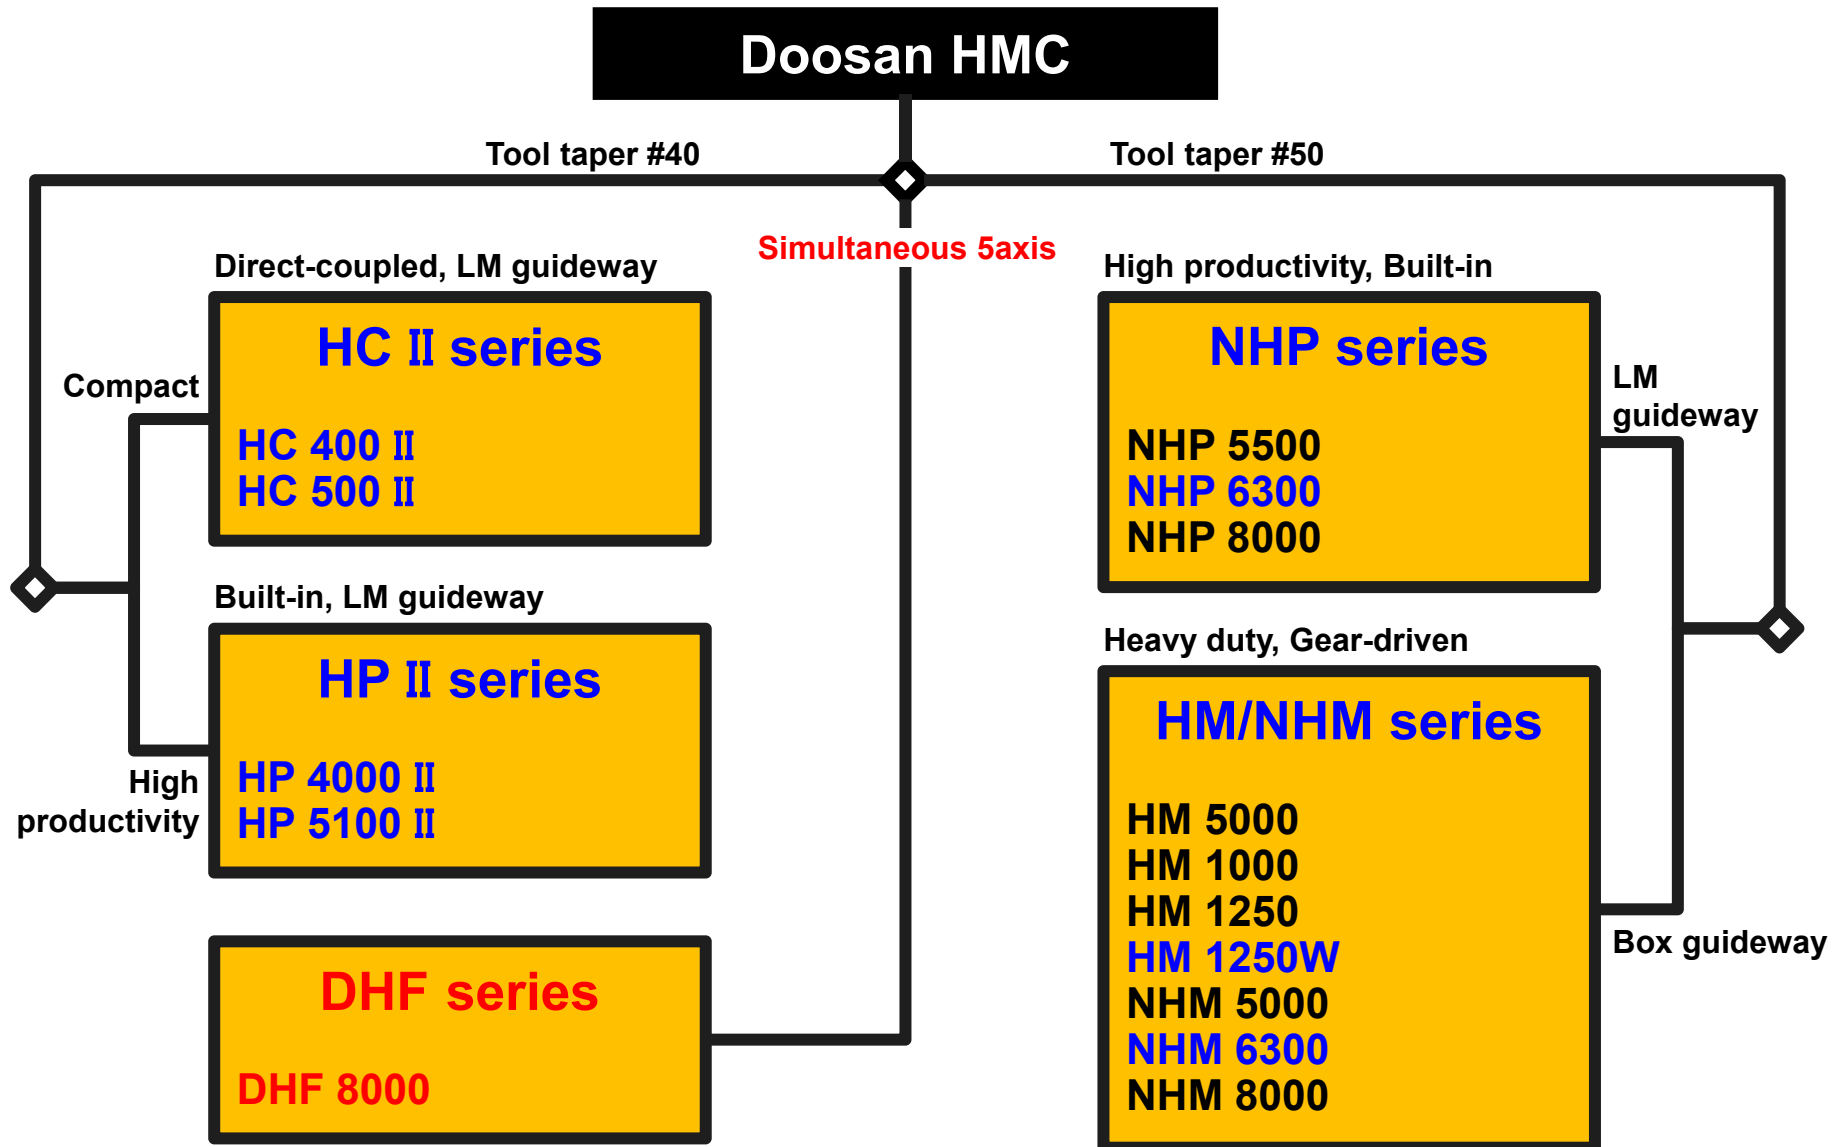 Doosan HMC
Tool taper #40
Tool taper #50
Simultaneous 5axis
Direct-coupled, LM guideway
Compact
HC Ⅱ series
HC 400 Ⅱ
HC 500 Ⅱ
Built-in, LM guideway
High
productivity
HP Ⅱ series
HP 4000 Ⅱ
HP 5100 Ⅱ
DHF series
DHF 8000
High productivity, Built-in
NHP series
NHP 5500
NHP 6300
NHP 8000
LM
guideway
Heavy duty, Gear-driven
HM/NHM series
HM 5000
HM 1000
HM 1250
HM 1250W
NHM 5000
NHM 6300
NHM 8000
Box guideway